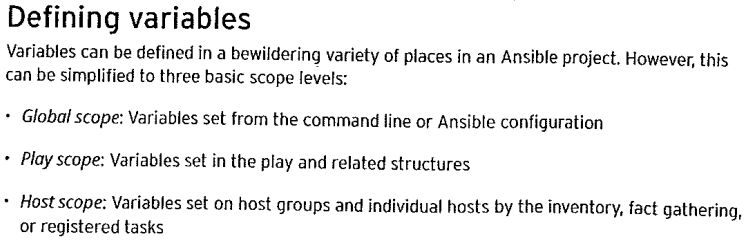 Defining variables
Variables can be defined in a bewildering variety of places in an Ansible project. However, this
can be simplified to three basic scope levels:
• Global scope: Variables set from the command line or Ansible configuration
• Play scope: Variables set in the play and related structures
• Host scope: Variables set on host groups and individual hosts by the inventory, fact gathering,
or registered tasks